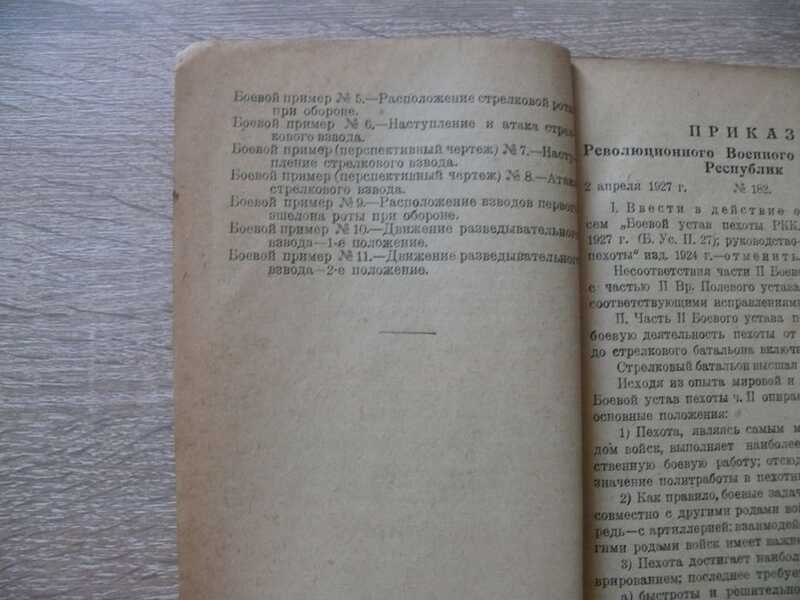 Боевой пример № 5.—Расположение стрелковой роты
при обороне.
Боевой пример № 6.—Наступление и атака стрел-
кового взвода.
Боевой пример (перспективный чертеж) № 7.—Насту-
пление стрелкового взвода.
Боевой пример (перспективный чертеж) № 8.—Атака
стрелкового взвода.
Боевой пример № 9.—Расположение взводов первого
эшелона роты при обороне.
Боевой пример № 10.—Движение разведывательного
взвода—1-е положение.
Боевой пример № 11.—Движение разведывательного
взвода—2-е положение.
ПРИКАЗ
Революционного Военного
Республик
2 апреля 1927 г. № 182.
I. Ввести в действие
сем „Боевой устав пехоты РКК
1927 г. (Б. Ус. П. 27); руководство
пехоты" изд. 1924 г.—отменить.
Несоответствия части II Боев
с частью II Вр. Полевого устава
соответствующими исправлениями
II. Часть II Боевого устава п
боевую деятельность пехоты от
до стрелкового батальона включ
Стрелковый батальон высшая
Исходя из опыта мировой и
Боевой устав пехоты ч. II опирае
основные положения:
1) Пехота, являясь самым м
дом войск, выполняет наиболее
ственную боевую работу; отсюд
значение политработы в пехотн
2) Как правило, боевые задач
совместно с другими родами во
редь—с артиллерией; взаимодей
гими родами войск имеет важне
3) Пехота достигает наибол
врированием; последнее требуе
а) быстроты и решительно